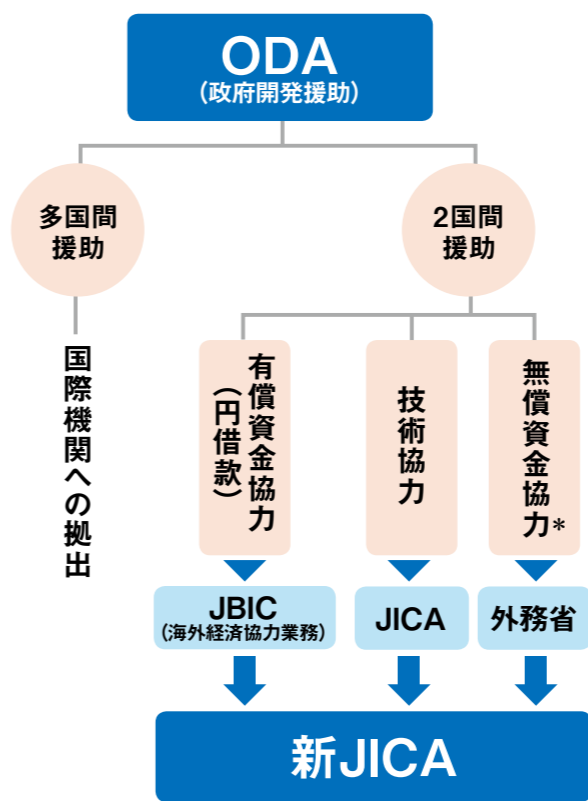 ODA
（政府開発援助）
多国間
援助
2国間
援助
国際機関への拠出
有償資金協力
（円借款）
技術協力
無償資金協力*
JBIC
（海外経済協力業務）
JICA
外務省
新JICA